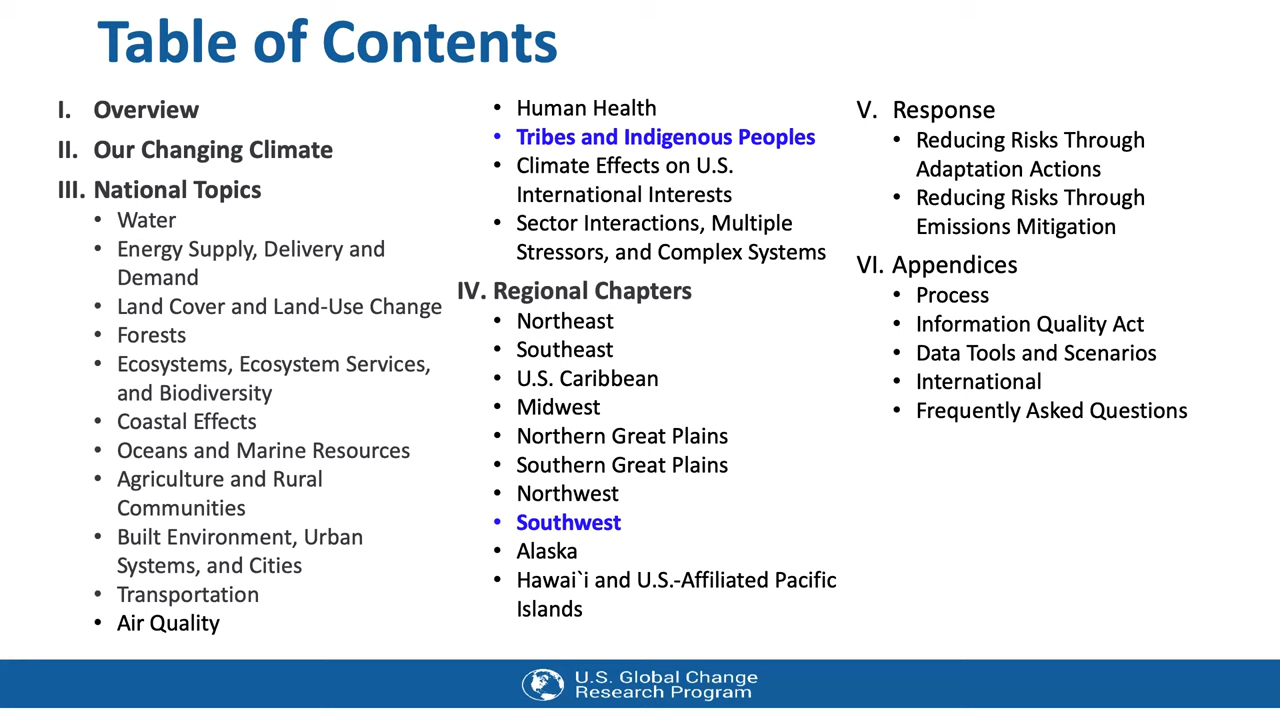 Table of Contents
I. Overview
II. Our Changing Climate
III. National Topics
• Water
• Energy Supply, Delivery and
Demand
• Land Cover and Land-Use Change
• Forests
• Ecosystems, Ecosystem Services,
and Biodiversity
• Coastal Effects
• Oceans and Marine Resources
• Agriculture and Rural
Communities
• Built Environment, Urban
Systems, and Cities
• Transportation
• Air Quality
• Human Health
• Tribes and Indigenous Peoples
• Climate Effects on U.S.
International Interests
• Sector Interactions, Multiple
Stressors, and Complex Systems
IV. Regional Chapters
• Northeast
• Southeast
• U.S. Caribbean
• Midwest
• Northern Great Plains
• Southern Great Plains
• Northwest
• Southwest
• Alaska
• Hawai`i and U.S.-Affiliated Pacific
Islands
V. Response
• Reducing Risks Through
Adaptation Actions
• Reducing Risks Through
Emissions Mitigation
VI. Appendices
• Process
• Information Quality Act
• Data Tools and Scenarios
• International
• Frequently Asked Questions
U.S. Global Change
Research Program